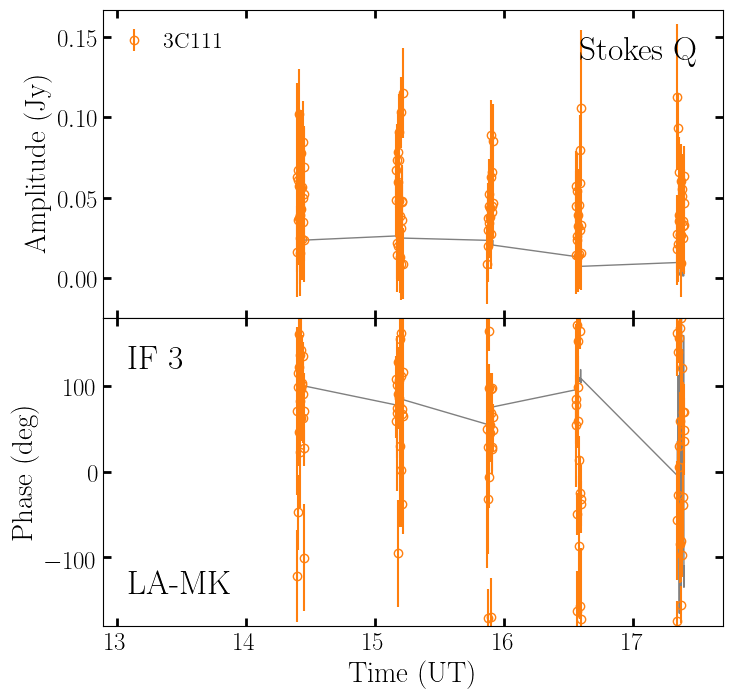 3C111
Stokes Q
0.15
0.10
0.05
0.00
Amplitude (Jy)
IF 3
100
0
−100
Phase (deg)
LA-MK
13 14 15 16 17
Time (UT)